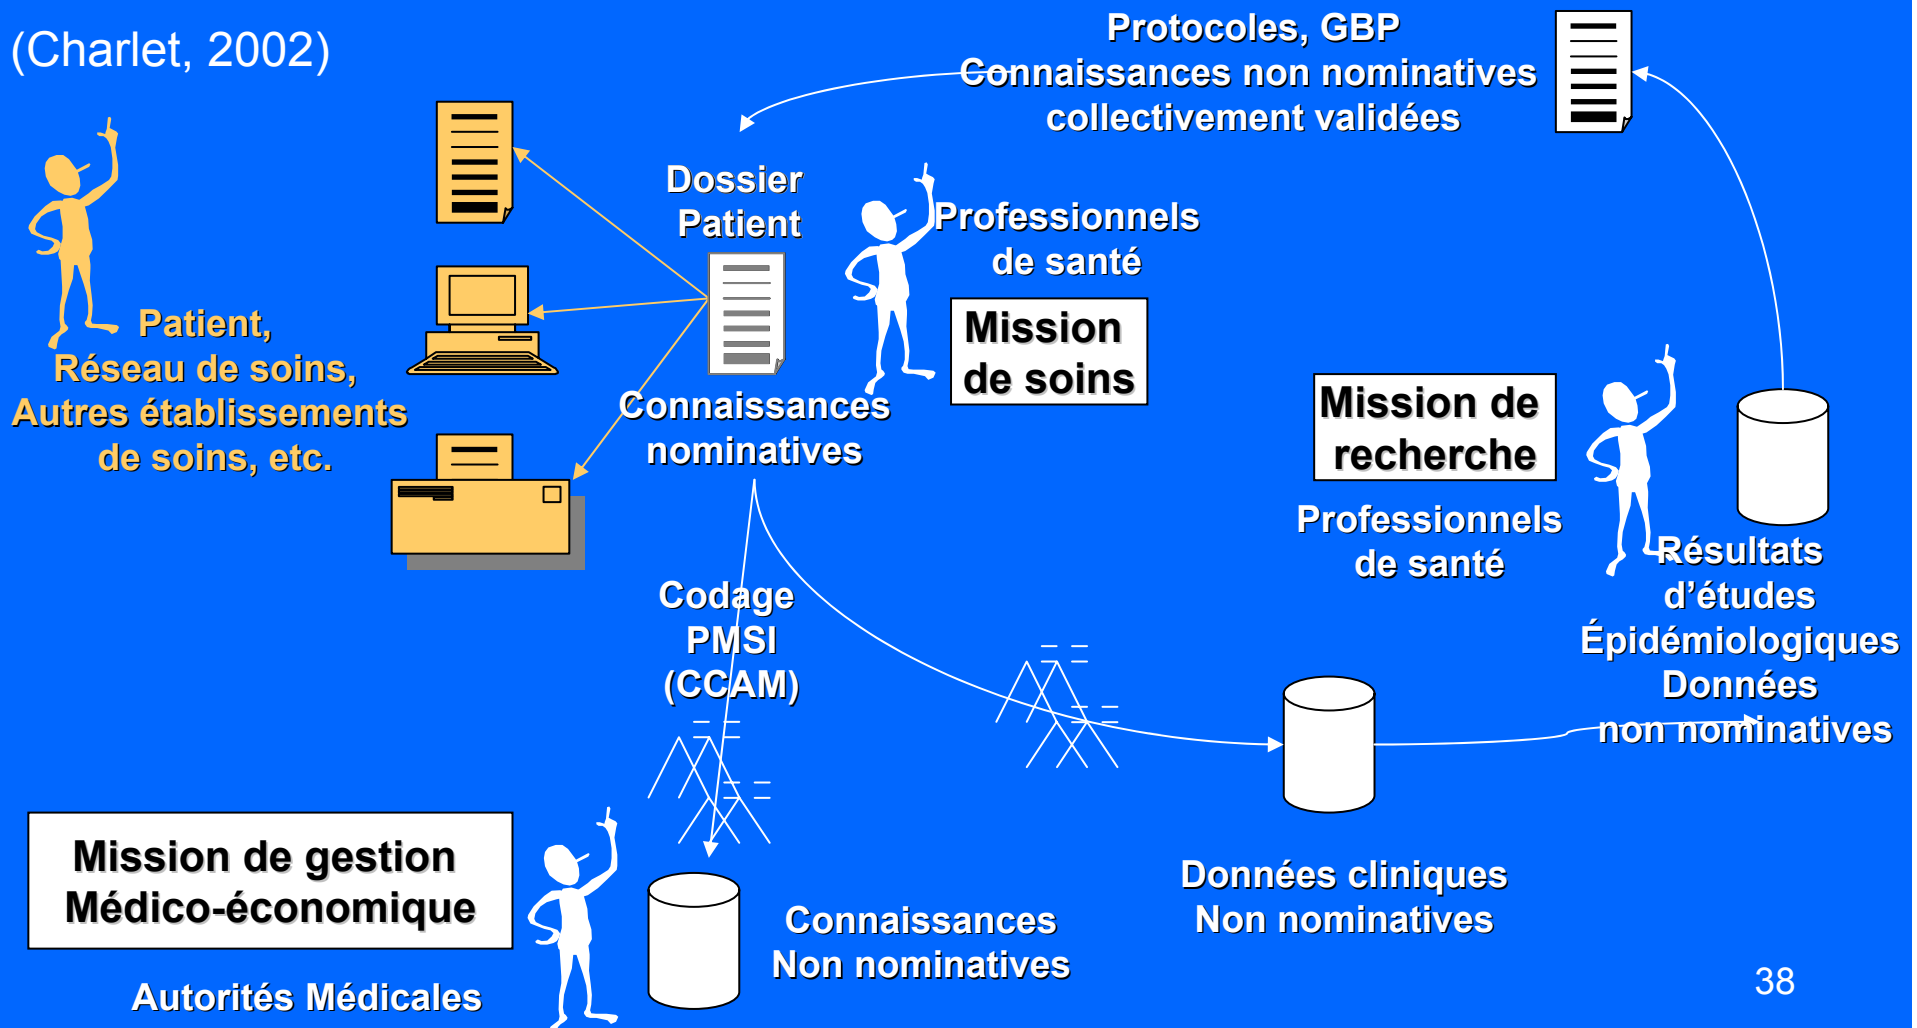 (Charlet, 2002)
Protocoles, GBP
Connaissances non nominatives
collectivement validées
Dossier
Patient
Professionnels
de santé
Mission
de soins
Patient,
Réseau de soins,
Autres établissements
de soins, etc.
Connaissances
nominatives
Mission de
recherche
Professionnels
de santé
Résultats
d’études
Épidémiologiques
Données
non nominatives
Codage
PMSI
(CCAM)
Mission de gestion
Médico-économique
Autorités Médicales
Connaissances
Non nominatives
Données cliniques
Non nominatives
38